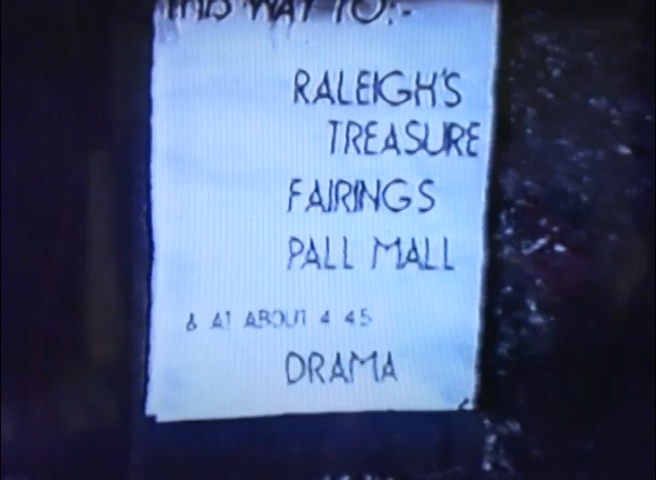 THIS WAY TO:-
RALEIGH'S
TREASURE
FAIRINGS
PALL MALL
& AT ABOUT 4 45
DRAMA